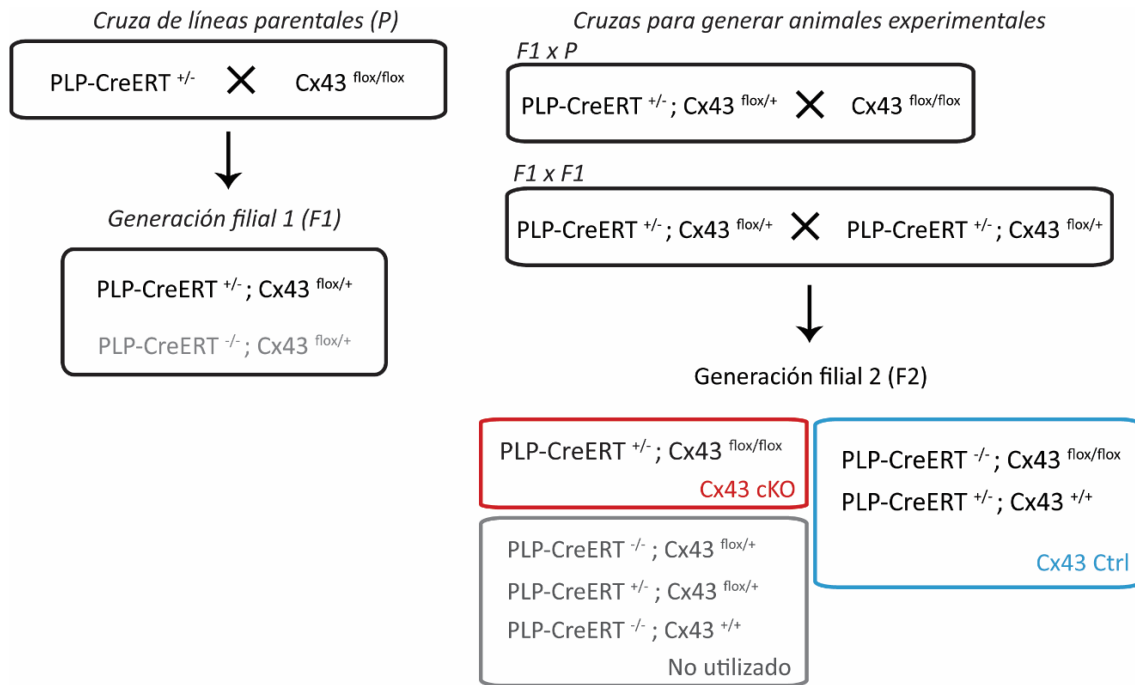 Cruza de líneas parentales (P)
PLP-CreERT +/- × Cx43 flox/flox
Generación filial 1 (F1)
PLP-CreERT +/- ; Cx43 flox/+
PLP-CreERT -/- ; Cx43 flox/+
Cruzas para generar animales experimentales
F1 x P
PLP-CreERT +/- ; Cx43 flox/+ × Cx43 flox/flox
F1 x F1
PLP-CreERT +/- ; Cx43 flox/+ × PLP-CreERT +/- ; Cx43 flox/+
Generación filial 2 (F2)
PLP-CreERT +/- ; Cx43 flox/flox
Cx43 cKO
PLP-CreERT -/- ; Cx43 flox/+
PLP-CreERT +/- ; Cx43 flox/+
PLP-CreERT -/- ; Cx43 +/+
No utilizado
PLP-CreERT -/- ; Cx43 flox/flox
PLP-CreERT +/- ; Cx43 +/+
Cx43 Ctrl